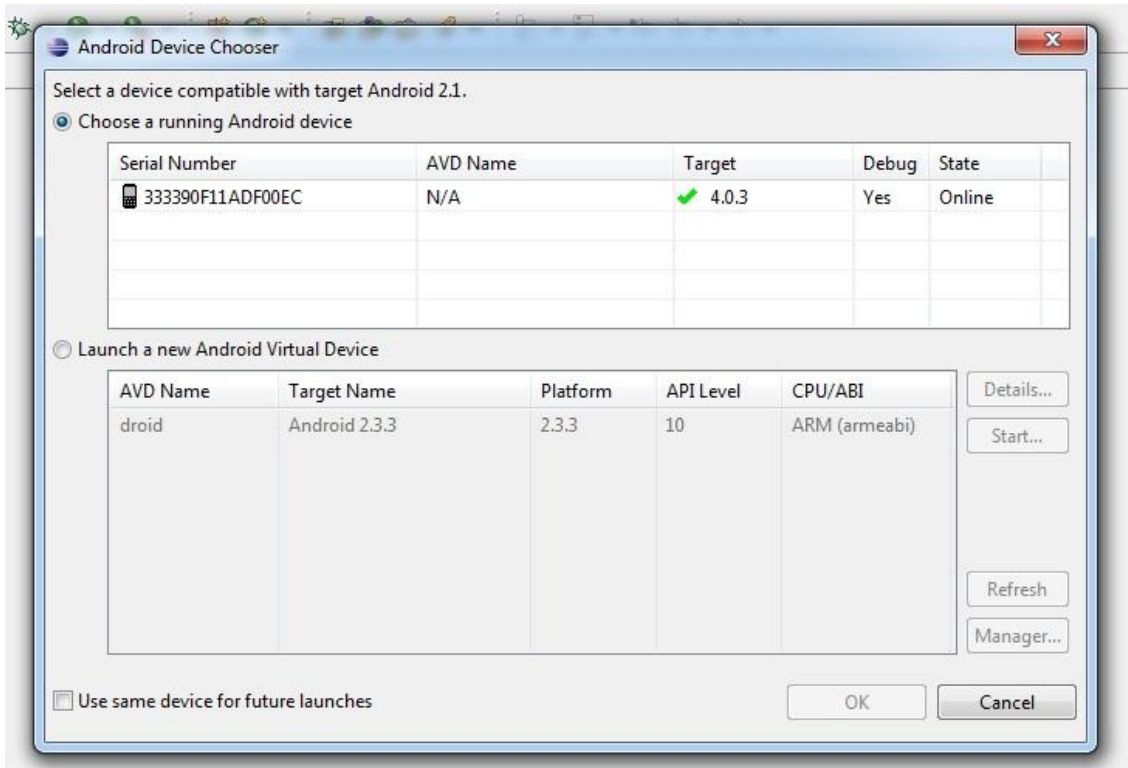 Android Device Chooser
Select a device compatible with target Android 2.1.
Choose a running Android device
Serial Number AVD Name Target Debug State
333390F11ADF00EC N/A 4.0.3 Yes Online
Launch a new Android Virtual Device
AVD Name Target Name Platform API Level CPU/ABI Details...
droid Android 2.3.3 2.3.3 10 ARM (armeabi) Start...
Refresh
Manager...
Use same device for future launches OK Cancel